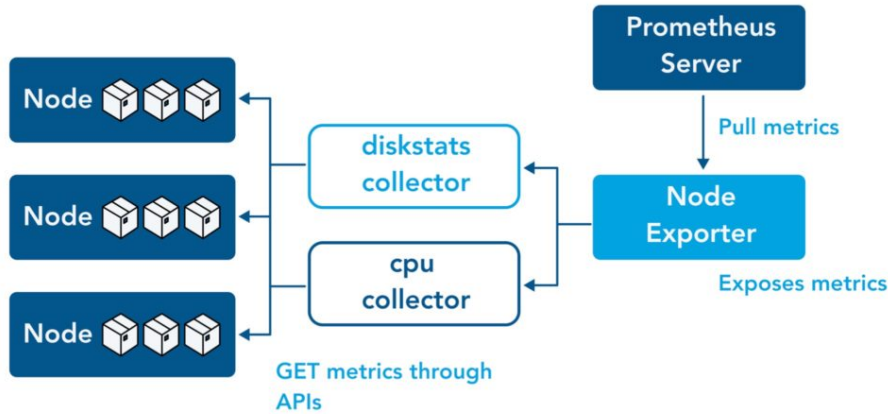 Prometheus
Server
Node
Pull metrics
diskstats
collector
Node
Exporter
Node
cpu
collector
Exposes metrics
Node
GET metrics through
APIs